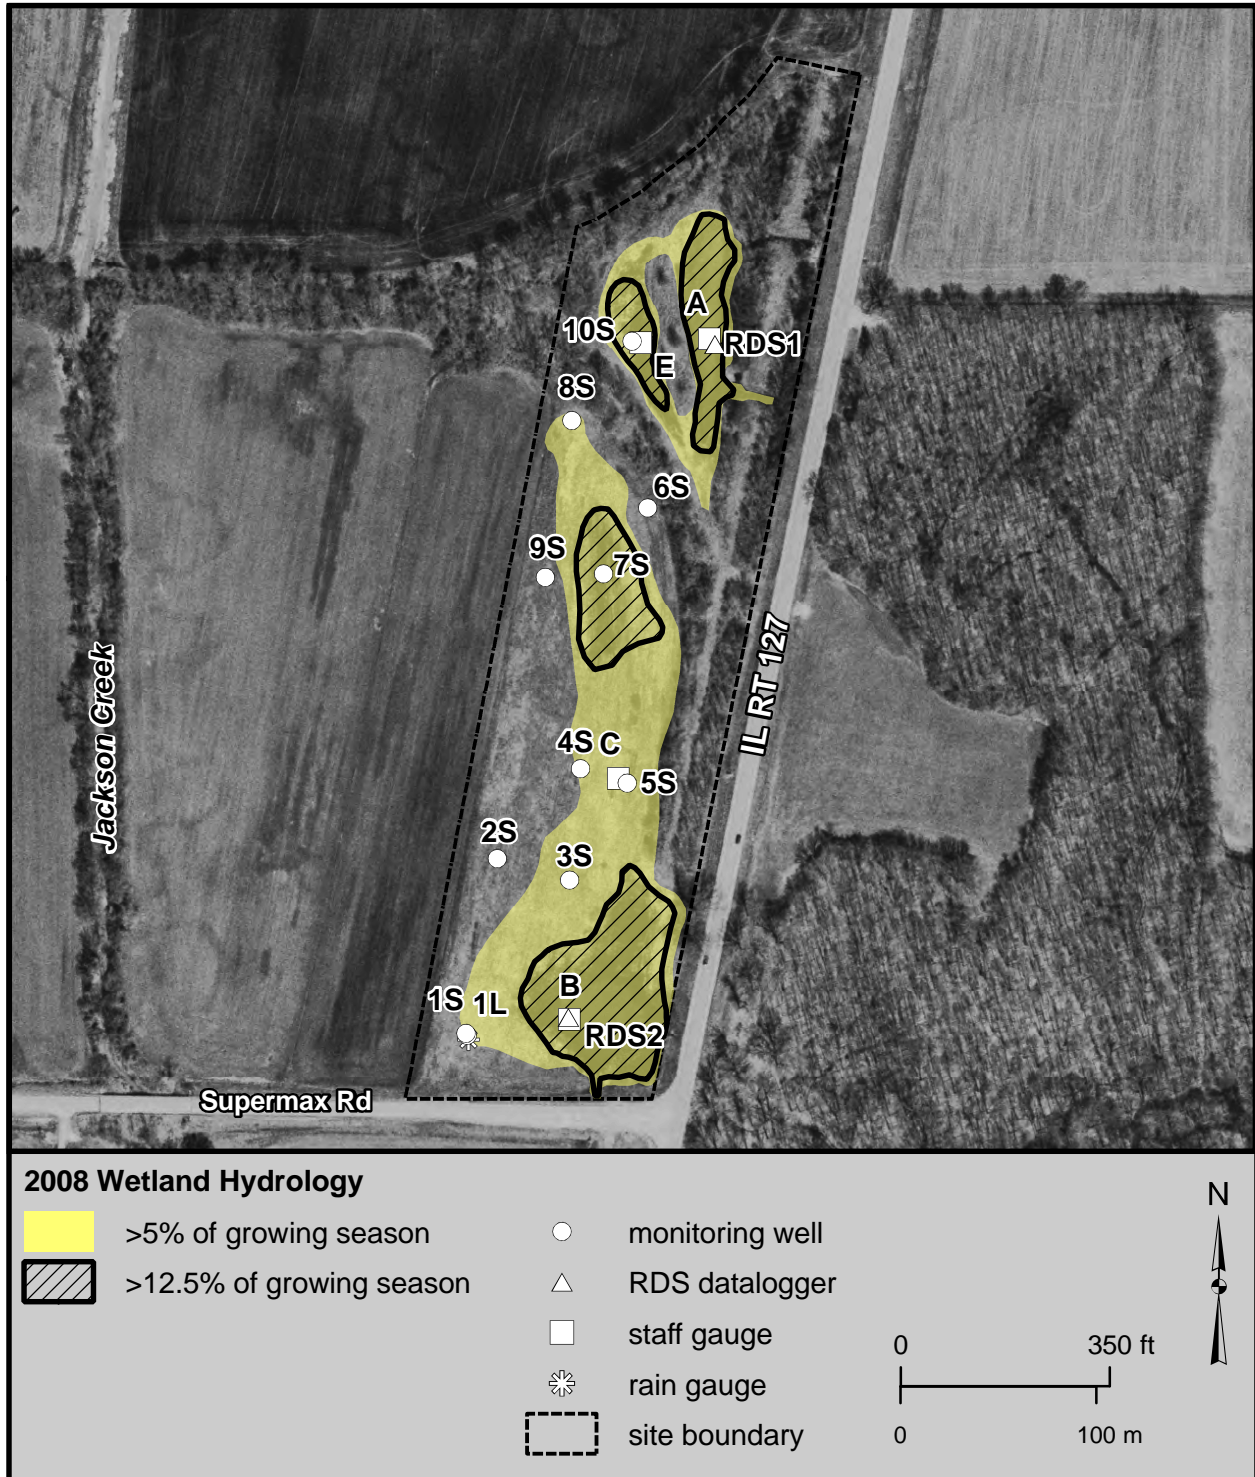 A
10S
RDS1
E
8S
6S
9S
7S
IL RT 127
Jackson Creek
4S C
5S
2S
3S
B
1S 1L
RDS2
Supermax Rd
2008 Wetland Hydrology
N
>5% of growing season
monitoring well
>12.5% of growing season
RDS datalogger
staff gauge
0 350 ft
rain gauge
site boundary
0 100 m